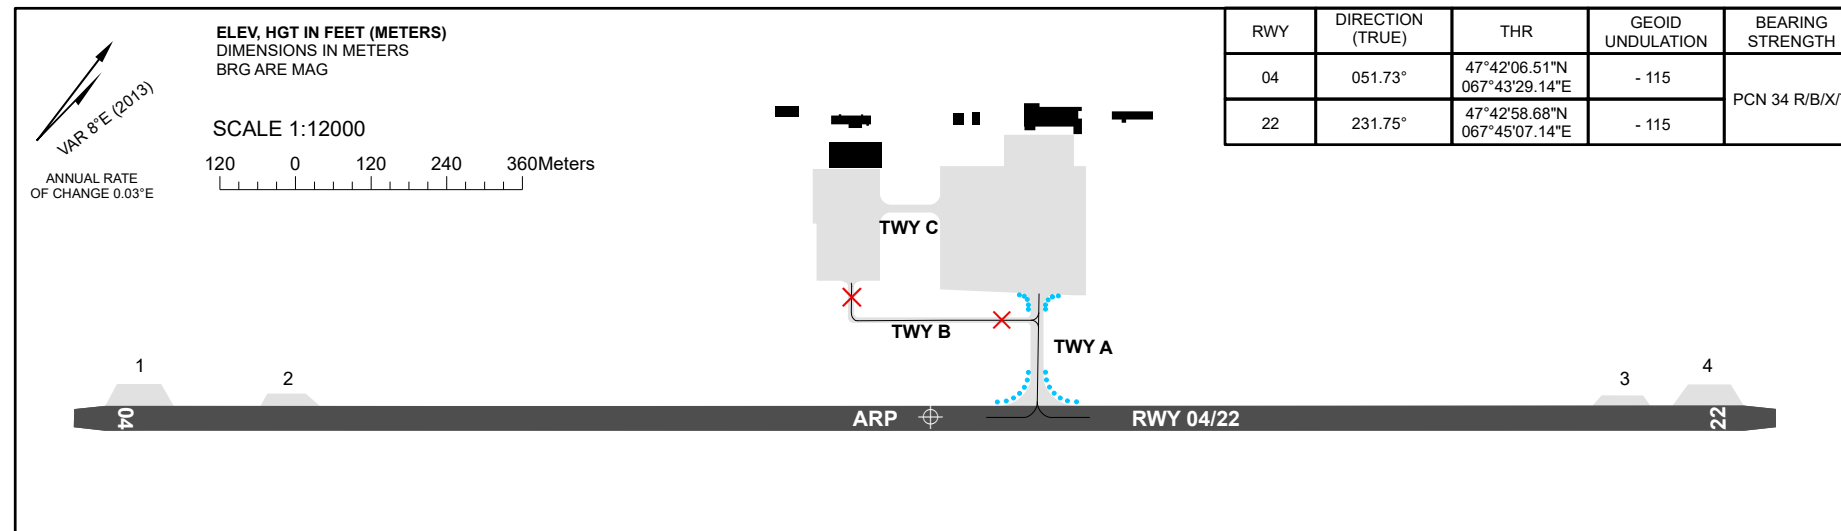 ELEV, HGT IN FEET (METERS)
DIMENSIONS IN METERS
BRG ARE MAG
VAR 8°E (2013)
ANNUAL RATE
OF CHANGE 0.03°E
SCALE 1:12000
120 0 120 240 360Meters
RWY DIRECTION (TRUE) THR GEOID UNDULATION BEARING STRENGTH
04 051.73° 47°42'06.51"N 067°43'29.14"E - 115
22 231.75° 47°42'58.68"N 067°45'07.14"E - 115
PCN 34 R/B/X/
TWY C
TWY B
TWY A
1
2
3
4
04
ARP
RWY 04/22
22